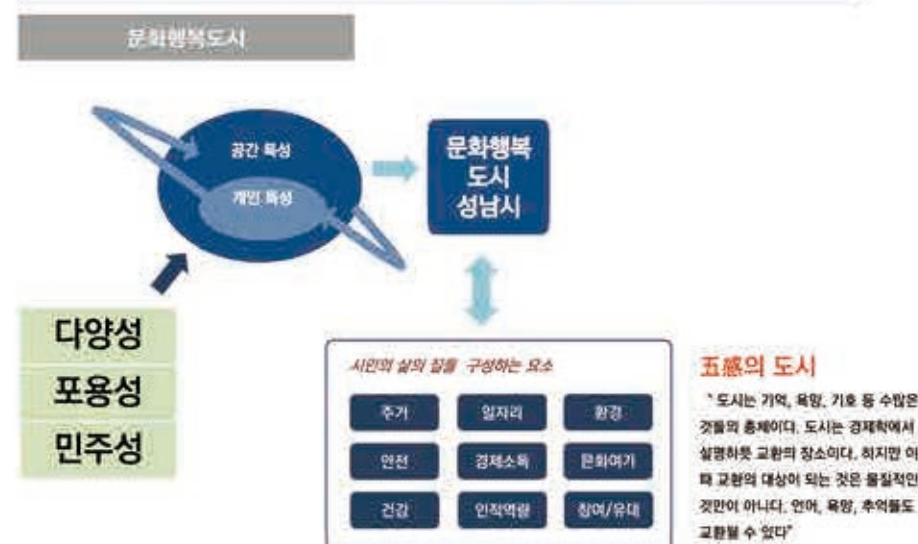 문화행복도시
공간 특성
개인 특성
문화행복
도시
성남시
다양성
포용성
민주성
시민의 삶의 질을 구성하는 요소
주거 일자리 환경
안전 경제소득 문화여가
건강 인적역량 참여/유대
五感의 도시
"도시는 기억, 욕망, 기호 등 수많은
것들의 총체이다. 도시는 경제학에서
설명하듯 교환의 장소이다. 하지만 이
때 교환의 대상이 되는 것은 물질적인
것만이 아니다. 언어, 욕망, 추억들도
교환될 수 있다"